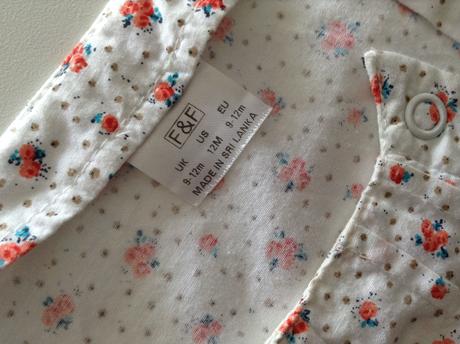 F&F
UK US EU
9-12m 12M 9-12m
MADE IN SRI LANKA